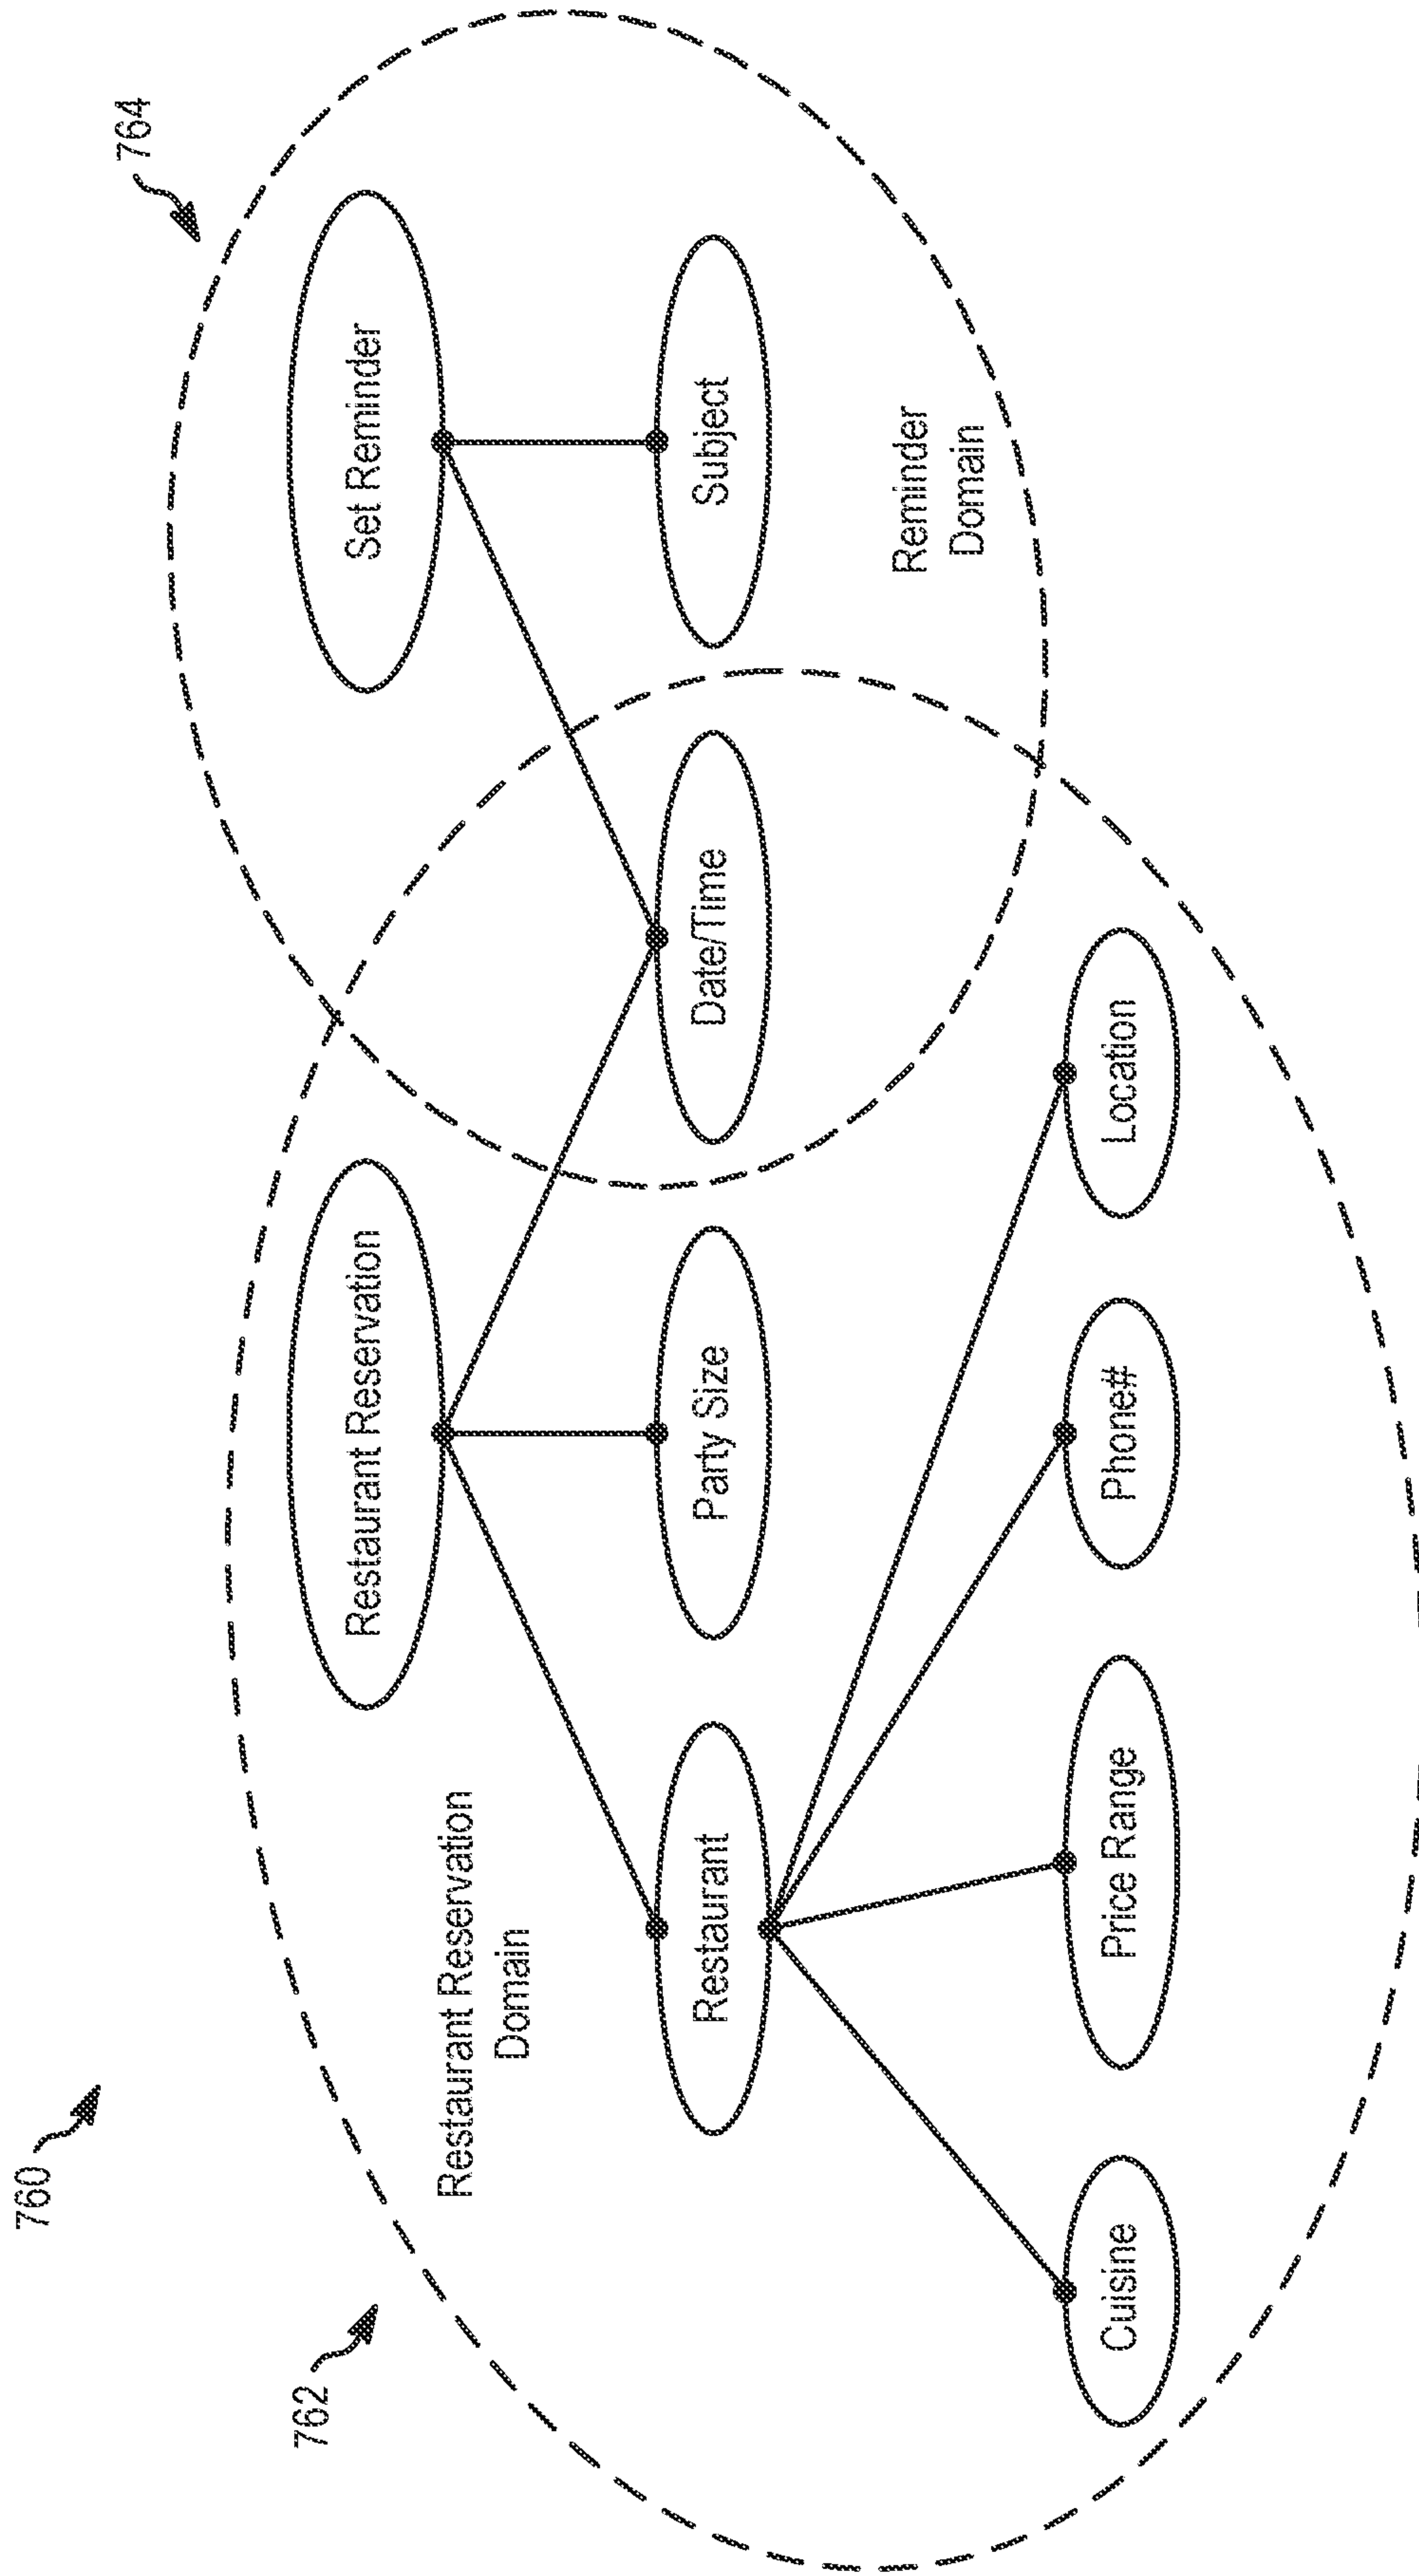 760
762
764
Restaurant Reservation
Set Reminder
Restaurant Reservation
Domain
Restaurant
Party Size
Date/Time
Subject
Reminder
Domain
Cuisine
Price Range
Phone#
Location